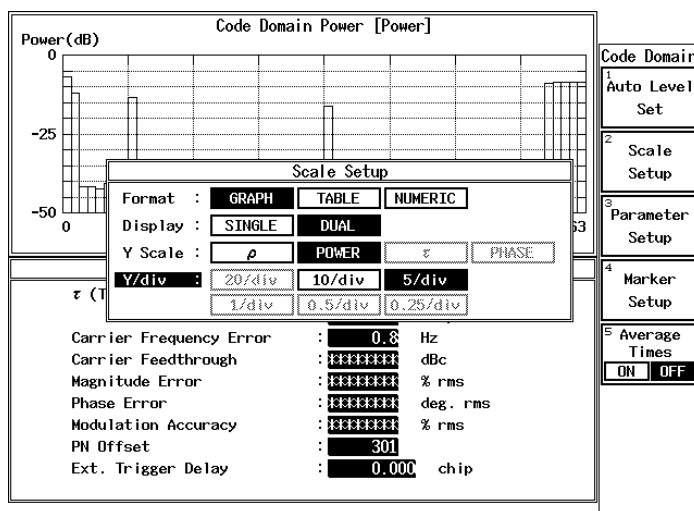 Code Domain Power [Power]
Power(dB)
0
-25
-50
0
63
Scale Setup
Format : GRAPH TABLE NUMERIC
Display : SINGLE DUAL
Y Scale : ρ POWER τ PHASE
Y/div : 20/div 10/div 5/div
1/div 0.5/div 0.25/div
τ (T
Carrier Frequency Error : 0.8 Hz
Carrier Feedthrough : ******** dBc
Magnitude Error : ******** % rms
Phase Error : ******** deg. rms
Modulation Accuracy : ******** % rms
PN Offset : 301
Ext. Trigger Delay : 0.000 chip
Code Domain
1
Auto Level
Set
2
Scale
Setup
3
Parameter
Setup
4
Marker
Setup
5 Average
Times
ON OFF